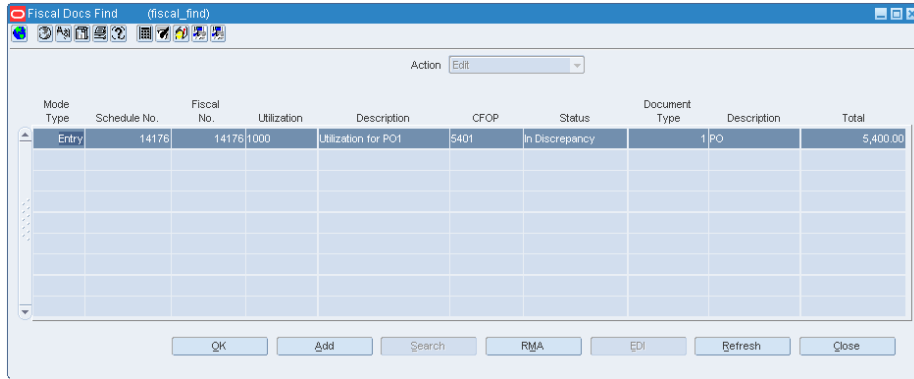 Fiscal Docs Find (fiscal_find)
Action Edit
Mode Type Schedule No. Fiscal No. Utilization Description CFOP Status Document Type Description Total
Entry 14176 14176 1000 Utilization for PO1 5401 In Discrepancy 1 PO 5,400.00
OK Add Search RMA EDI Refresh Close